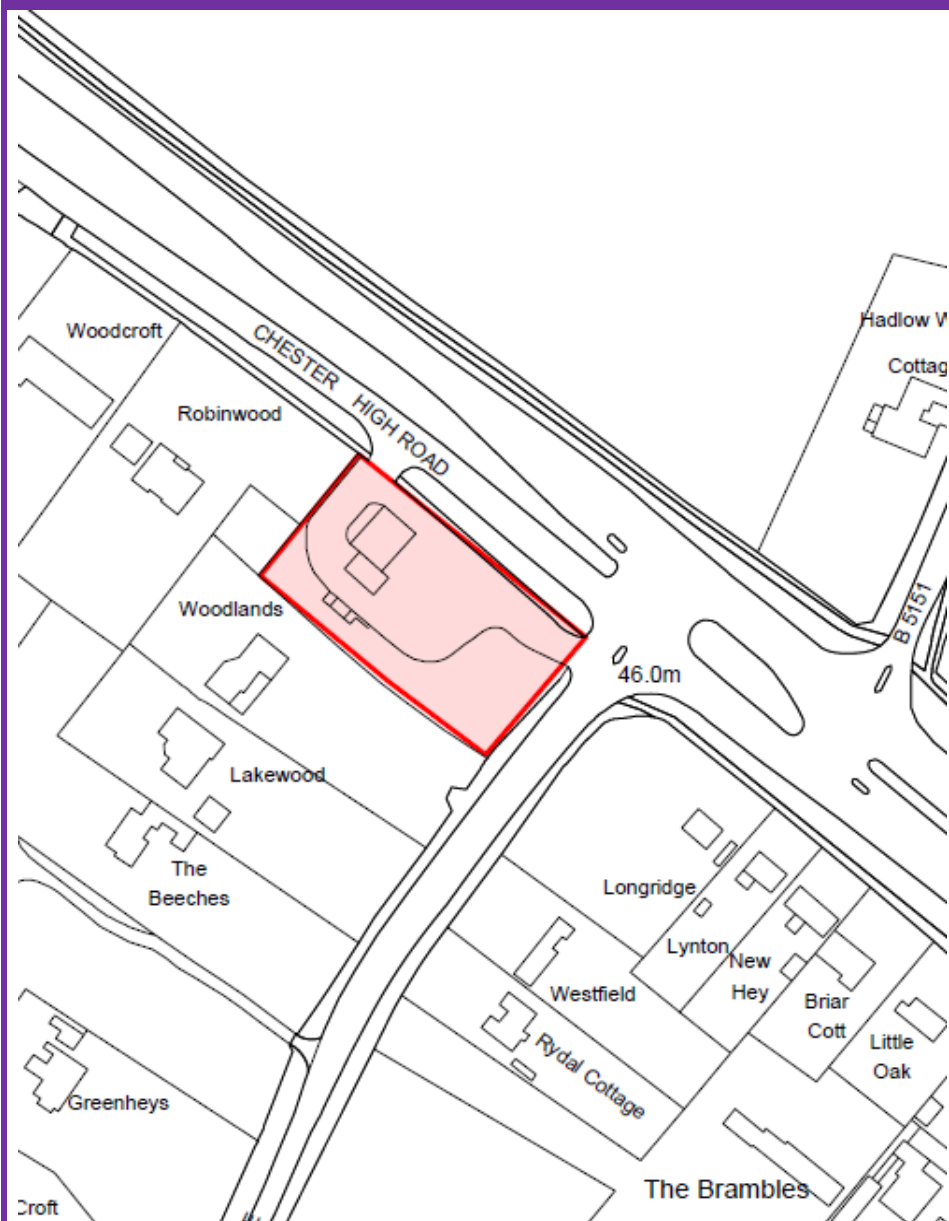 Hadlow W
Woodcroft
CHESTER HIGH ROAD
Cottag
Robinwood
B 5151
Woodlands
46.0m
Lakewood
The
Beeches
Longridge
Lynton
New
Hey
Westfield
Briar
Cott
Little
Oak
Rydal Cottage
Greenheys
The Brambles
Croft